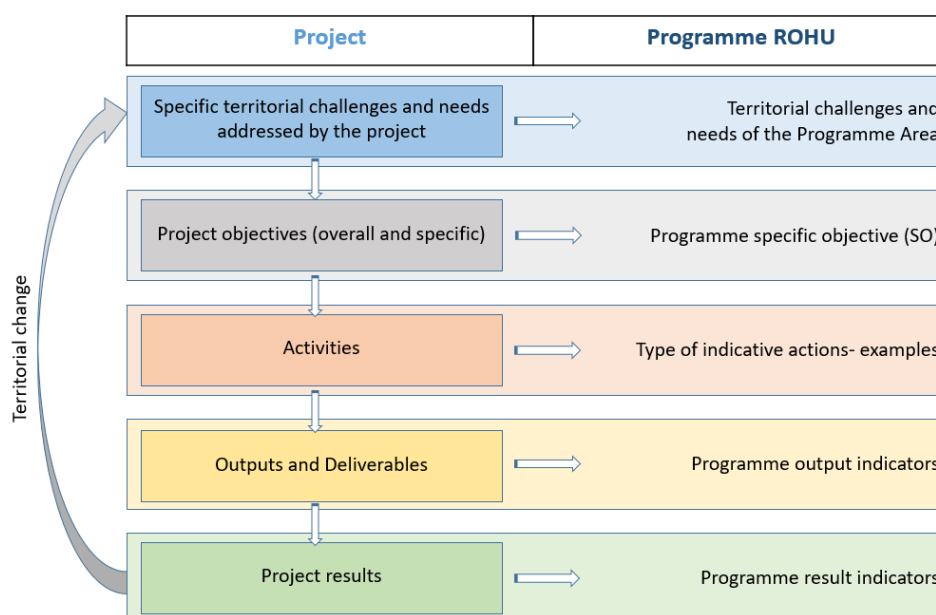 Project
Programme ROHU
Specific territorial challenges and needs
addressed by the project
Territorial challenges and
needs of the Programme Area
Project objectives (overall and specific)
Programme specific objective (SO)
Activities
Type of indicative actions- examples
Outputs and Deliverables
Programme output indicators
Project results
Programme result indicators
Territorial change